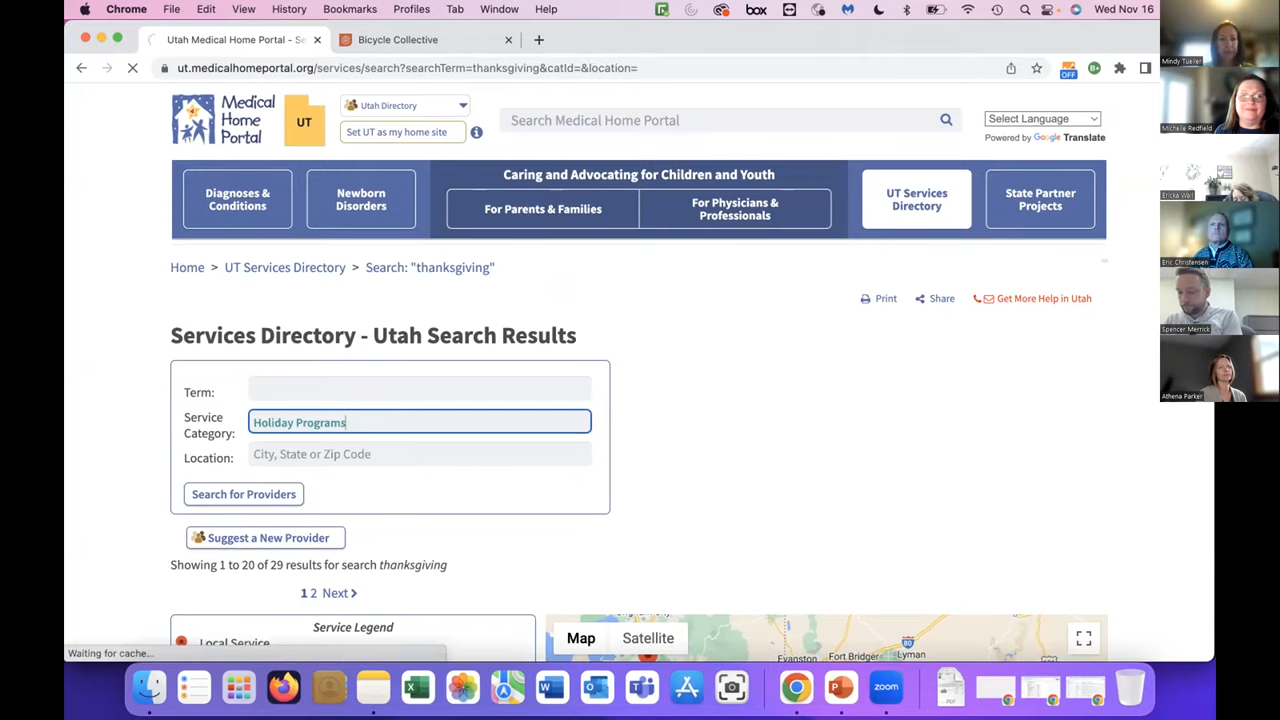 Chrome File Edit View History Bookmarks Profiles Tab Window Help
box
Wed Nov 16
Utah Medical Home Portal - Se
Bicycle Collective
ut.medicalhomeportal.org/services/search?searchTerm=thanksgiving&catId=&location=
OFF
Medical
Home
Portal
UT
Utah Directory
Set UT as my home site
Search Medical Home Portal
Select Language
Powered by Google Translate
Diagnoses &
Conditions
Newborn
Disorders
Caring and Advocating for Children and Youth
For Parents & Families
For Physicians &
Professionals
UT Services
Directory
State Partner
Projects
Home > UT Services Directory > Search: "thanksgiving"
Print Share Get More Help in Utah
Services Directory - Utah Search Results
Term:
Service
Category:
Holiday Programs
Location:
City, State or Zip Code
Search for Providers
Suggest a New Provider
Showing 1 to 20 of 29 results for search thanksgiving
1 2 Next
Service Legend
Local Service
Map Satellite
Evanston
Fort Bridger
Lyman
80
Waiting for cache...
zoom
PDF
Mindy Tueller
Michelle Redfield
Ericka Wall
Eric Christensen
Spencer Merrick
Athena Parker